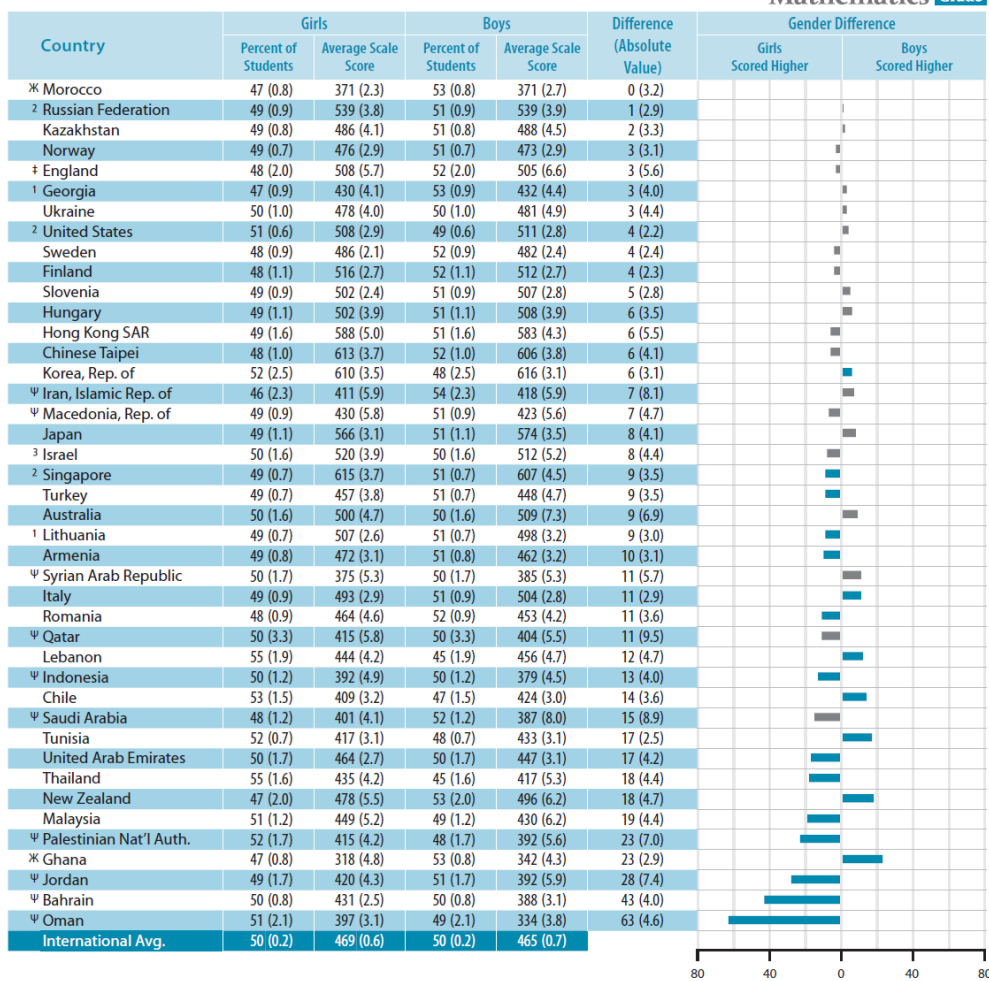 Mathematics
Country Girls Boys Difference (Absolute Value) Gender Difference
Percent of Students Average Scale Score Percent of Students Average Scale Score Girls Scored Higher Boys Scored Higher
Ж Morocco 47 (0.8) 371 (2.3) 53 (0.8) 371 (2.7) 0 (3.2)
2 Russian Federation 49 (0.9) 539 (3.8) 51 (0.9) 539 (3.9) 1 (2.9)
Kazakhstan 49 (0.8) 486 (4.1) 51 (0.8) 488 (4.5) 2 (3.3)
Norway 49 (0.7) 476 (2.9) 51 (0.7) 473 (2.9) 3 (3.1)
‡ England 48 (2.0) 508 (5.7) 52 (2.0) 505 (6.6) 3 (5.6)
1 Georgia 47 (0.9) 430 (4.1) 53 (0.9) 432 (4.4) 3 (4.0)
Ukraine 50 (1.0) 478 (4.0) 50 (1.0) 481 (4.9) 3 (4.4)
2 United States 51 (0.6) 508 (2.9) 49 (0.6) 511 (2.8) 4 (2.2)
Sweden 48 (0.9) 486 (2.1) 52 (0.9) 482 (2.4) 4 (2.4)
Finland 48 (1.1) 516 (2.7) 52 (1.1) 512 (2.7) 4 (2.3)
Slovenia 49 (0.9) 502 (2.4) 51 (0.9) 507 (2.8) 5 (2.8)
Hungary 49 (1.1) 502 (3.9) 51 (1.1) 508 (3.9) 6 (3.5)
Hong Kong SAR 49 (1.6) 588 (5.0) 51 (1.6) 583 (4.3) 6 (5.5)
Chinese Taipei 48 (1.0) 613 (3.7) 52 (1.0) 606 (3.8) 6 (4.1)
Korea, Rep. of 52 (2.5) 610 (3.5) 48 (2.5) 616 (3.1) 6 (3.1)
Ψ Iran, Islamic Rep. of 46 (2.3) 411 (5.9) 54 (2.3) 418 (5.9) 7 (8.1)
Ψ Macedonia, Rep. of 49 (0.9) 430 (5.8) 51 (0.9) 423 (5.6) 7 (4.7)
Japan 49 (1.1) 566 (3.1) 51 (1.1) 574 (3.5) 8 (4.1)
3 Israel 50 (1.6) 520 (3.9) 50 (1.6) 512 (5.2) 8 (4.4)
2 Singapore 49 (0.7) 615 (3.7) 51 (0.7) 607 (4.5) 9 (3.5)
Turkey 49 (0.7) 457 (3.8) 51 (0.7) 448 (4.7) 9 (3.5)
Australia 50 (1.6) 500 (4.7) 50 (1.6) 509 (7.3) 9 (6.9)
1 Lithuania 49 (0.7) 507 (2.6) 51 (0.7) 498 (3.2) 9 (3.0)
Armenia 49 (0.8) 472 (3.1) 51 (0.8) 462 (3.2) 10 (3.1)
Ψ Syrian Arab Republic 50 (1.7) 375 (5.3) 50 (1.7) 385 (5.3) 11 (5.7)
Italy 49 (0.9) 493 (2.9) 51 (0.9) 504 (2.8) 11 (2.9)
Romania 48 (0.9) 464 (4.6) 52 (0.9) 453 (4.2) 11 (3.6)
Ψ Qatar 50 (3.3) 415 (5.8) 50 (3.3) 404 (5.5) 11 (9.5)
Lebanon 55 (1.9) 444 (4.2) 45 (1.9) 456 (4.7) 12 (4.7)
Ψ Indonesia 50 (1.2) 392 (4.9) 50 (1.2) 379 (4.5) 13 (4.0)
Chile 53 (1.5) 409 (3.2) 47 (1.5) 424 (3.0) 14 (3.6)
Ψ Saudi Arabia 48 (1.2) 401 (4.1) 52 (1.2) 387 (8.0) 15 (8.9)
Tunisia 52 (0.7) 417 (3.1) 48 (0.7) 433 (3.1) 17 (2.5)
United Arab Emirates 50 (1.7) 464 (2.7) 50 (1.7) 447 (3.1) 17 (4.2)
Thailand 55 (1.6) 435 (4.2) 45 (1.6) 417 (5.3) 18 (4.4)
New Zealand 47 (2.0) 478 (5.5) 53 (2.0) 496 (6.2) 18 (4.7)
Malaysia 51 (1.2) 449 (5.2) 49 (1.2) 430 (6.2) 19 (4.4)
Ψ Palestinian Nat'l Auth. 52 (1.7) 415 (4.2) 48 (1.7) 392 (5.6) 23 (7.0)
Ж Ghana 47 (0.8) 318 (4.8) 53 (0.8) 342 (4.3) 23 (2.9)
Ψ Jordan 49 (1.7) 420 (4.3) 51 (1.7) 392 (5.9) 28 (7.4)
Ψ Bahrain 50 (0.8) 431 (2.5) 50 (0.8) 388 (3.1) 43 (4.0)
Ψ Oman 51 (2.1) 397 (3.1) 49 (2.1) 334 (3.8) 63 (4.6)
International Avg. 50 (0.2) 469 (0.6) 50 (0.2) 465 (0.7)
80 40 0 40 80